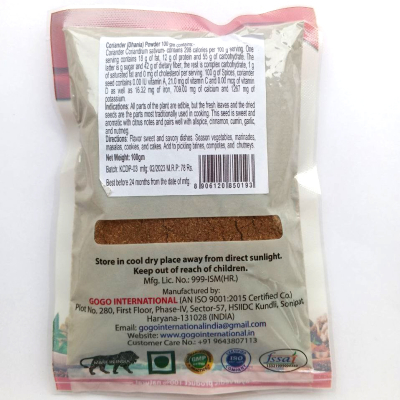 Coriander (Dhania) Powder 100
Coriander Coriandrum sativum- contains 298 calories per 100 g serving. One
serving contains 18 g of fat, 12 g of protein and 55 g of carbohydrate. The
latter is sugar and 42 g of dietary fiber, the rest is complex carbohydrate, 1 g
of saturated fat and 0 mg of cholesterol per serving. 100 g of Spices, coriander
seed contains 0.00 IU vitamin A, 21.0 mg of vitamin C and 0.00 mcg of vitamin
D as well as 16.32 mg of iron, 709.00 mg of calcium and 1267 mg of
potassium.
Indications: All parts of the plant are edible, but the fresh leaves and the dried
seeds are the parts most traditionally used in cooking. This seed is sweet and
aromatic with citrus notes and pairs well with allspice, cinnamon, cumin, garlic,
and nutmeg.
Directions: Flavor sweet and savory dishes. Season vegetables, marinades,
masalas, cookies, and cakes. Add to pickling brines, compotes, and chutneys.
Net Weight: 100gm
Batch: KCDP-03 mfg: 02/2023 M.R.P: 78 Rs.
Best before 24 months from the date of mfg.
8 906120 850193
Store in cool dry place away from direct sunlight.
Keep out of reach of children.
Mfg. Lic. No.: 999-ISM(HR.)
Manufactured by:
GOGO INTERNATIONAL (AN ISO 9001:2015 Certified Co.)
Plot No. 280, First Floor, Phase-IV, Sector-57, HSIIDC Kundli, Sonipat
Haryana-131028 (INDIA)
Email: gogointernationalindia@gmail.com
Website: www.gogointernational.in
Customer Care No.: +91 9643807113
GMP
ISO
fssai